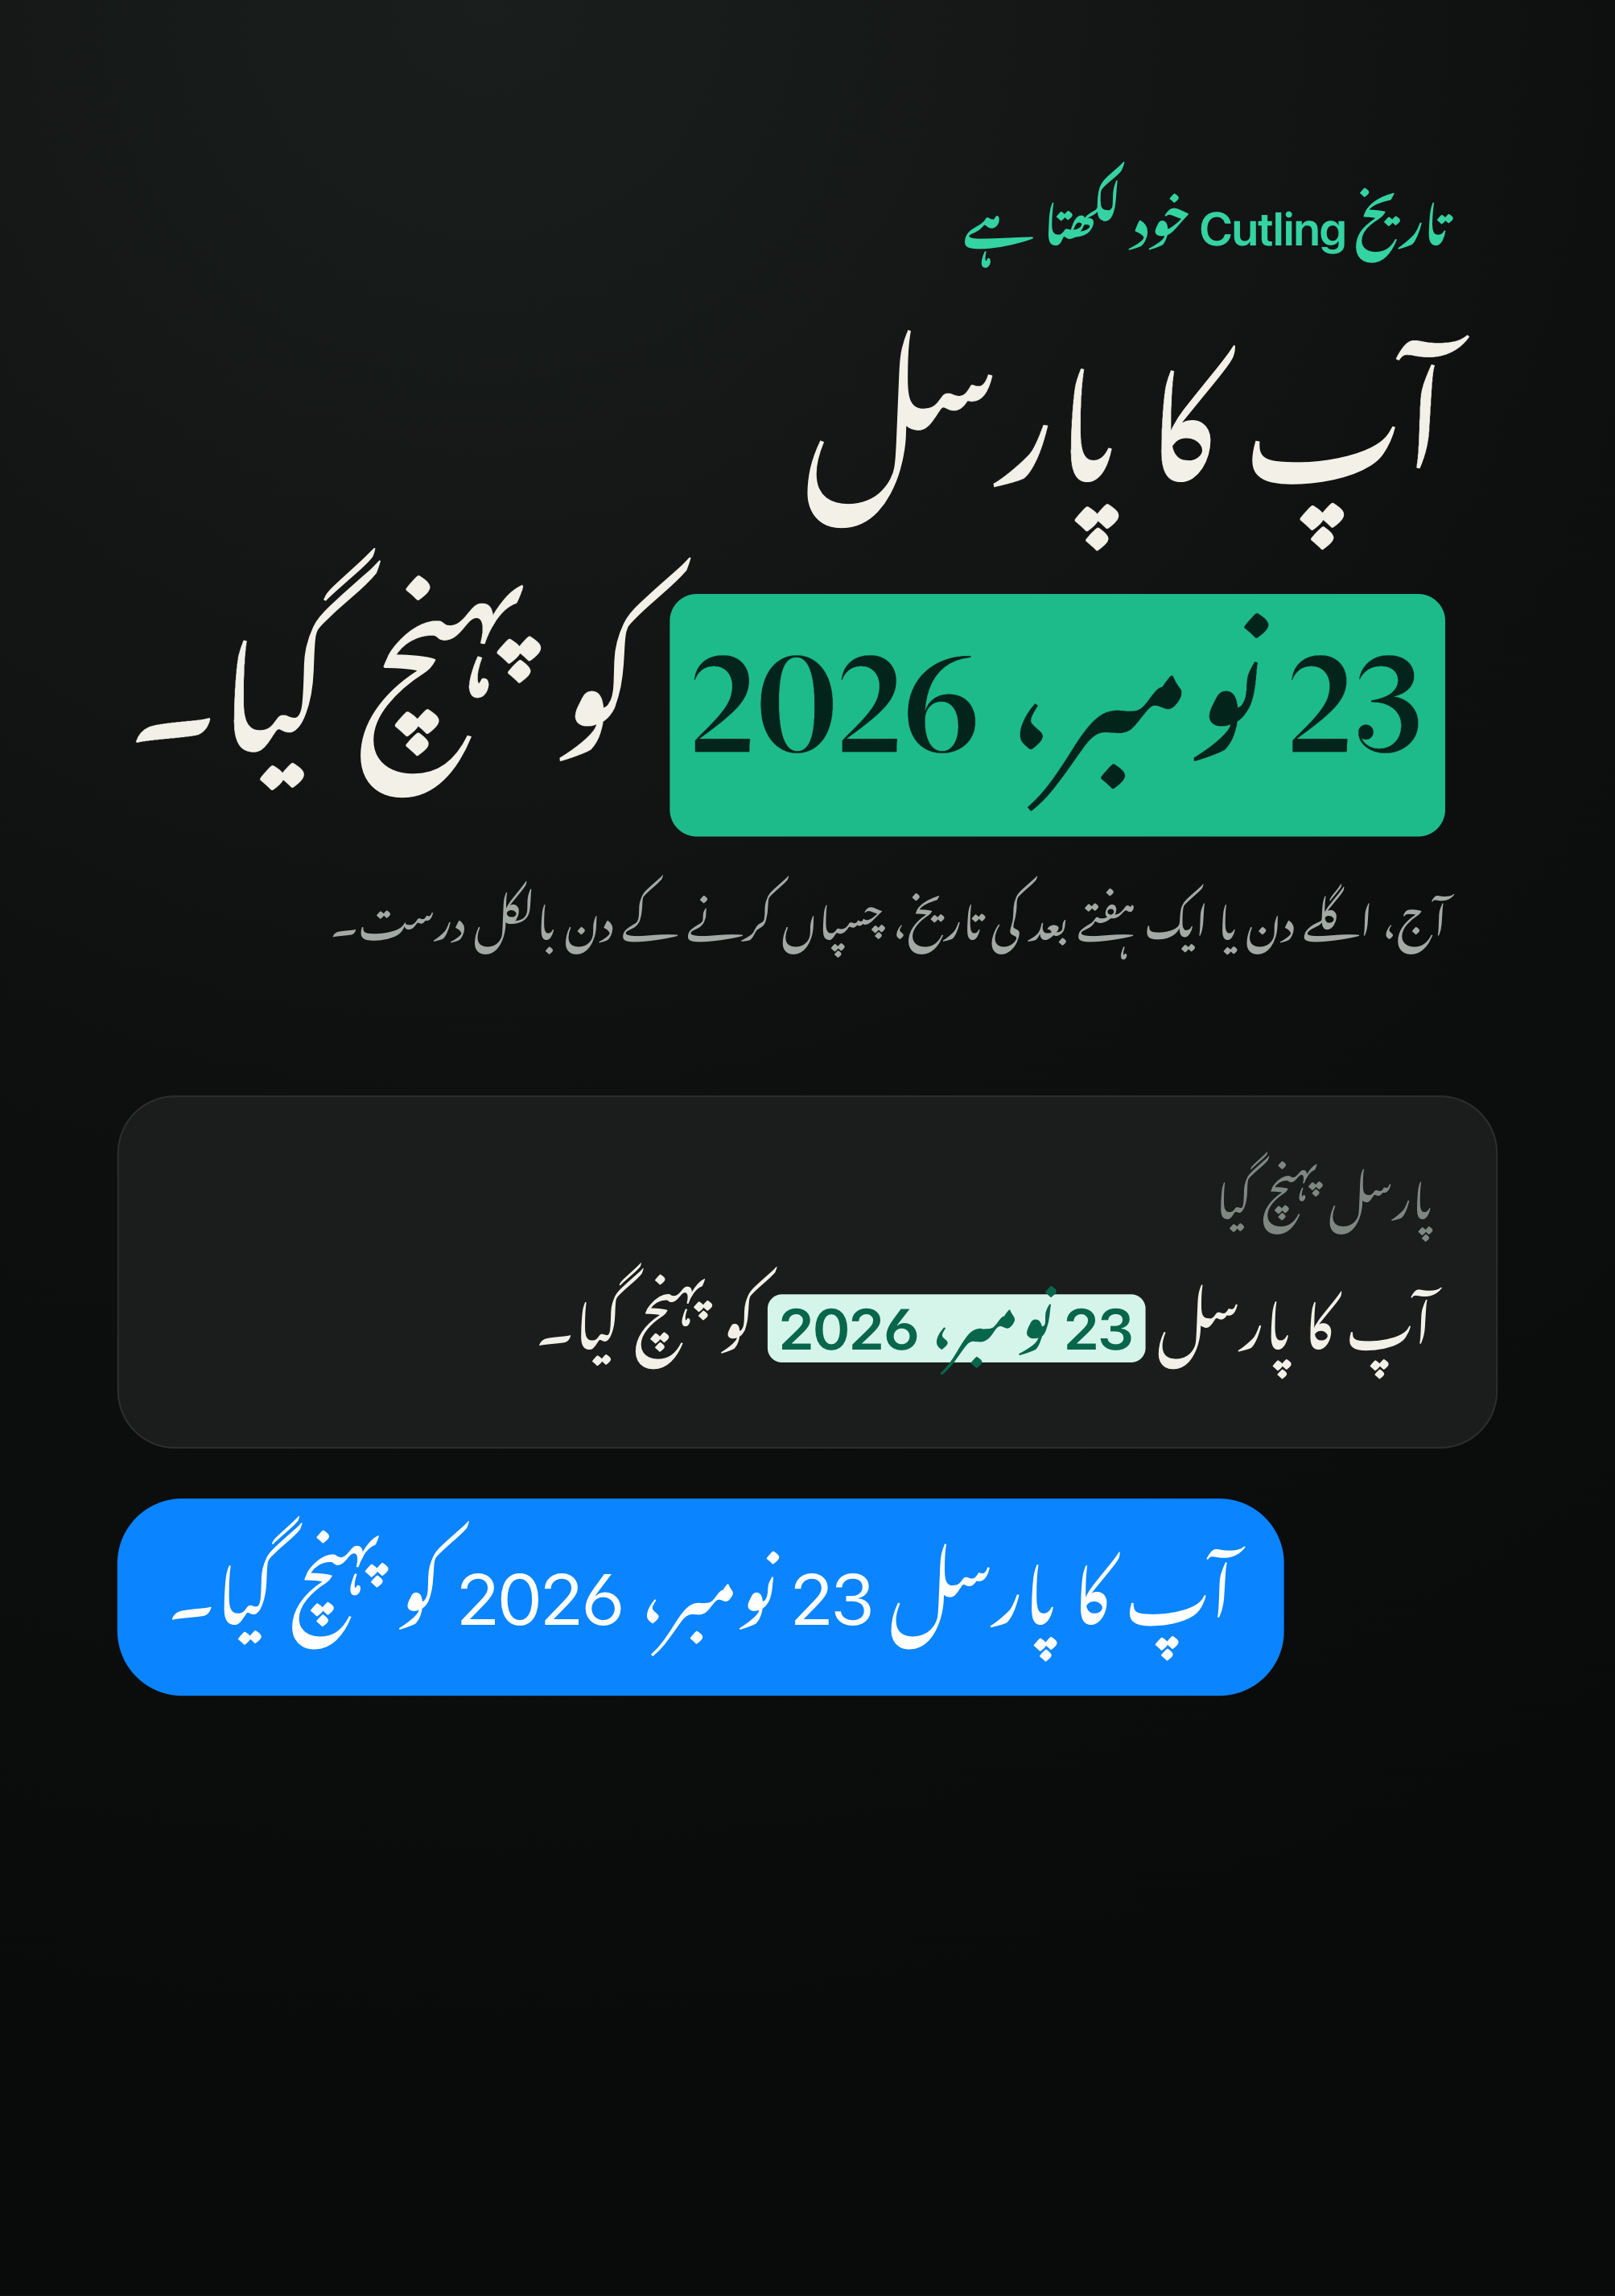 تاریخ Cutling خود لکھتا ہے
آپ کا پارسل
23 نومبر، 2026 کو پہنچ گیا۔
آج، اگلے دن یا ایک ہفتے بعد کی تاریخ، چسپاں کرنے کے دن بالکل درست۔
پارسل پہنچ گیا
آپ کا پارسل 23 نومبر، 2026 کو پہنچ گیا۔
آپ کا پارسل 23 نومبر، 2026 کو پہنچ گیا۔